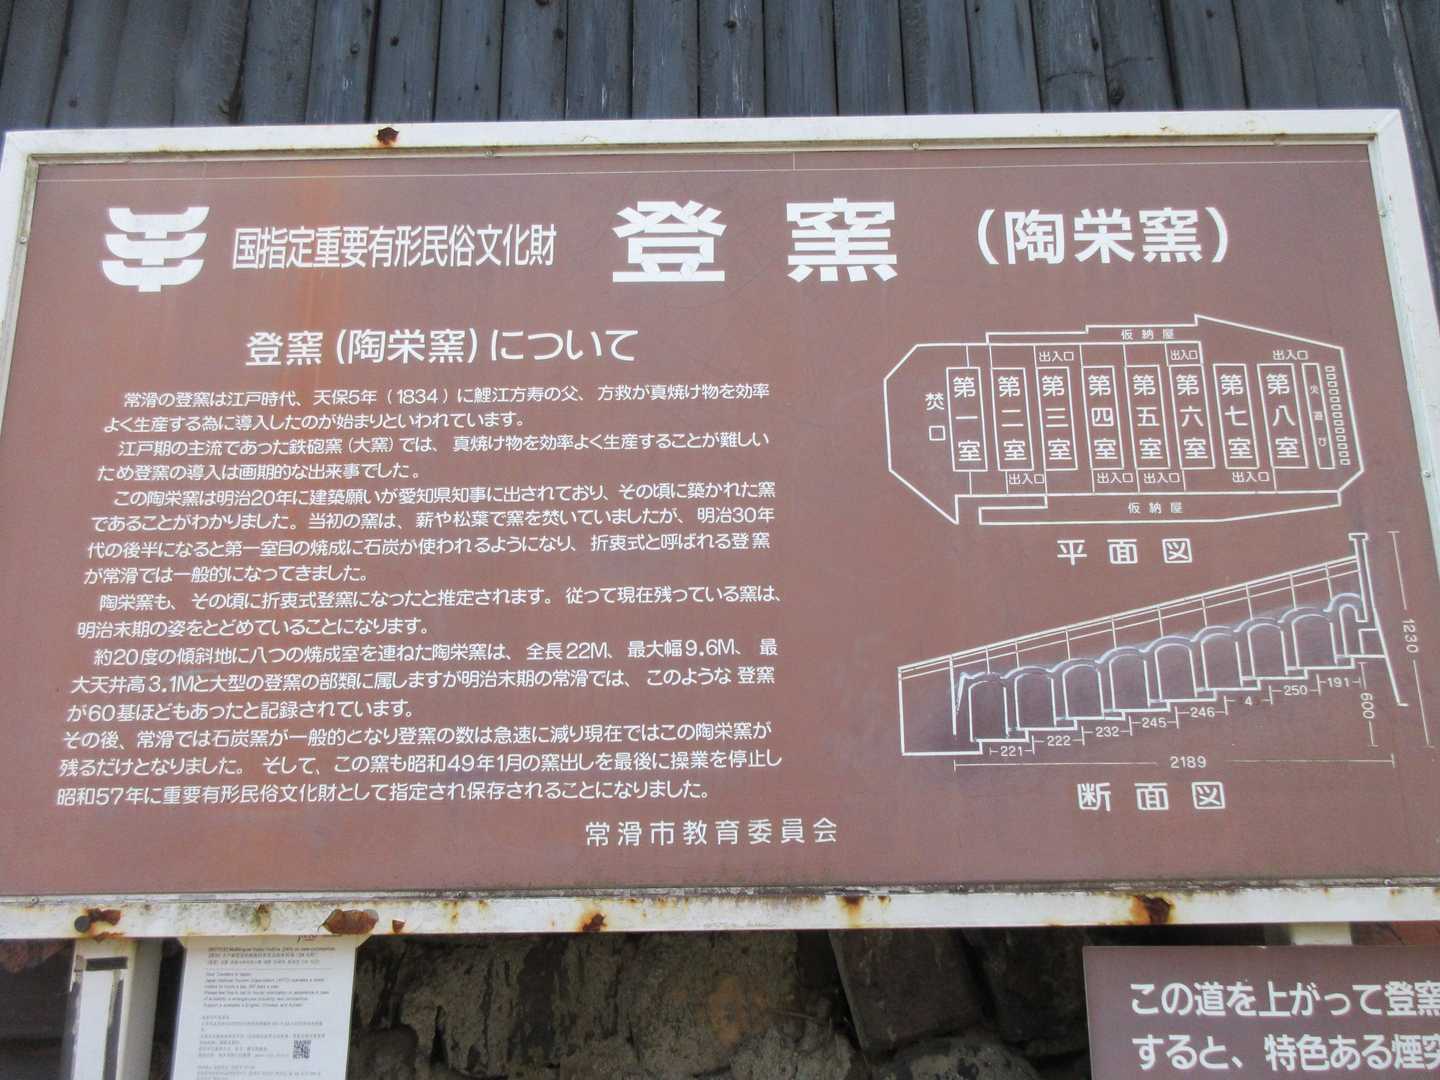 国指定重要有形民俗文化財 登窯 (陶栄窯)
登窯(陶栄窯)について
常滑の登窯は江戸時代、天保5年(1834)に鯉江方寿の父、方救が真焼け物を効率
よく生産する為に導入したのが始まりといわれています。
江戸期の主流であった鉄砲窯(大窯)では、真焼け物を効率よく生産することが難しい
ため登窯の導入は画期的な出来事でした。
この陶栄窯は明治20年に建築願いが愛知県知事に出されており、その頃に築かれた窯
であることがわかりました。当初の窯は、薪や松葉で窯を焚いていましたが、明治30年
代の後半になると第一室目の焼成に石炭が使われるようになり、折衷式と呼ばれる登窯
が常滑では一般的になってきました。
陶栄窯も、その頃に折衷式登窯になったと推定されます。従って現在残っている窯は、
明治末期の姿をとどめていることになります。
約20度の傾斜地に八つの焼成室を連ねた陶栄窯は、全長22M、最大幅9.6M、最
大天井高3.1Mと大型の登窯の部類に属しますが明治末期の常滑では、このような登窯
が60基ほどもあったと記録されています。
その後、常滑では石炭窯が一般的となり登窯の数は急速に減り現在ではこの陶栄窯が
残るだけとなりました。そして、この窯も昭和49年1月の窯出しを最後に操業を停止し
昭和57年に重要有形民俗文化財として指定され保存されることになりました。
常滑市教育委員会
仮納屋
出入口 出入口 出入口
焚口 第一室 第二室 第三室 第四室 第五室 第六室 第七室 第八室
出入口 出入口 出入口 出入口
仮納屋
平面図
1230
600
221 222 232 245 246 4 250 191
2189
断面図
この道を上がって登窯
すると、特色ある煙突